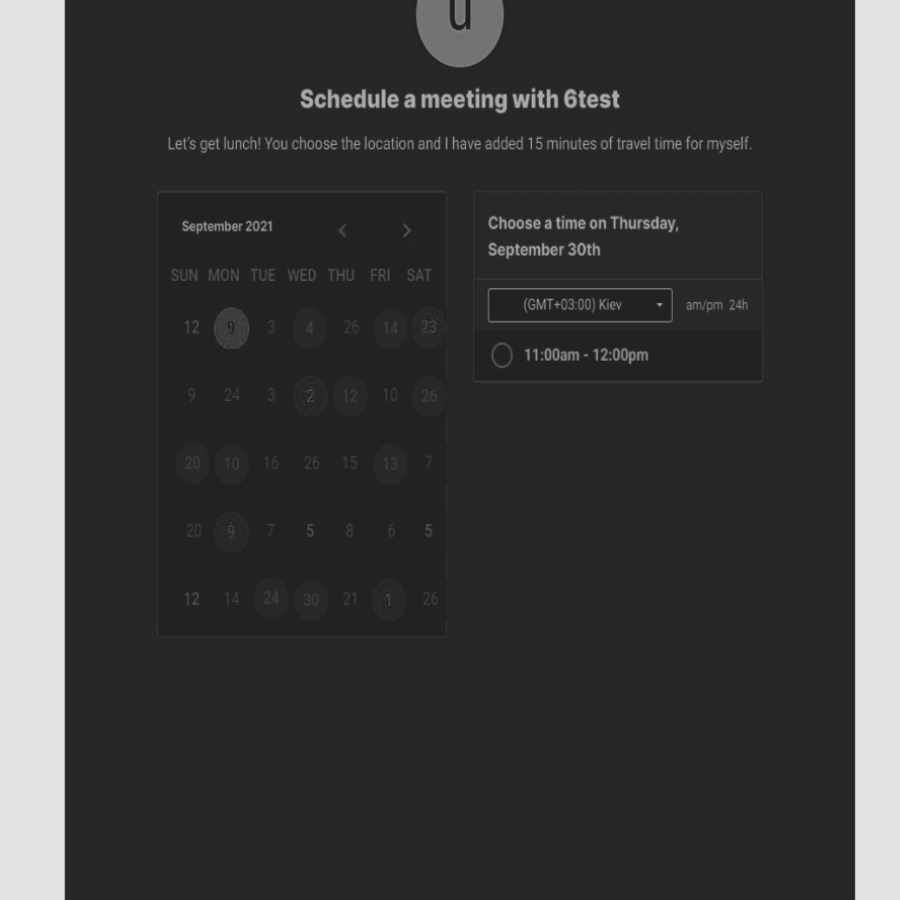 u
Schedule a meeting with 6test
Let's get lunch! You choose the location and I have added 15 minutes of travel time for myself.
September 2021
SUN MON TUE WED THU FRI SAT
12 9 3 4 26 14 23
9 24 3 2 12 10 26
20 10 16 26 15 13 7
20 9 7 5 8 6 5
12 14 24 30 21 1 26
Choose a time on Thursday,
September 30th
(GMT+03:00) Kiev am/pm 24h
11:00am - 12:00pm